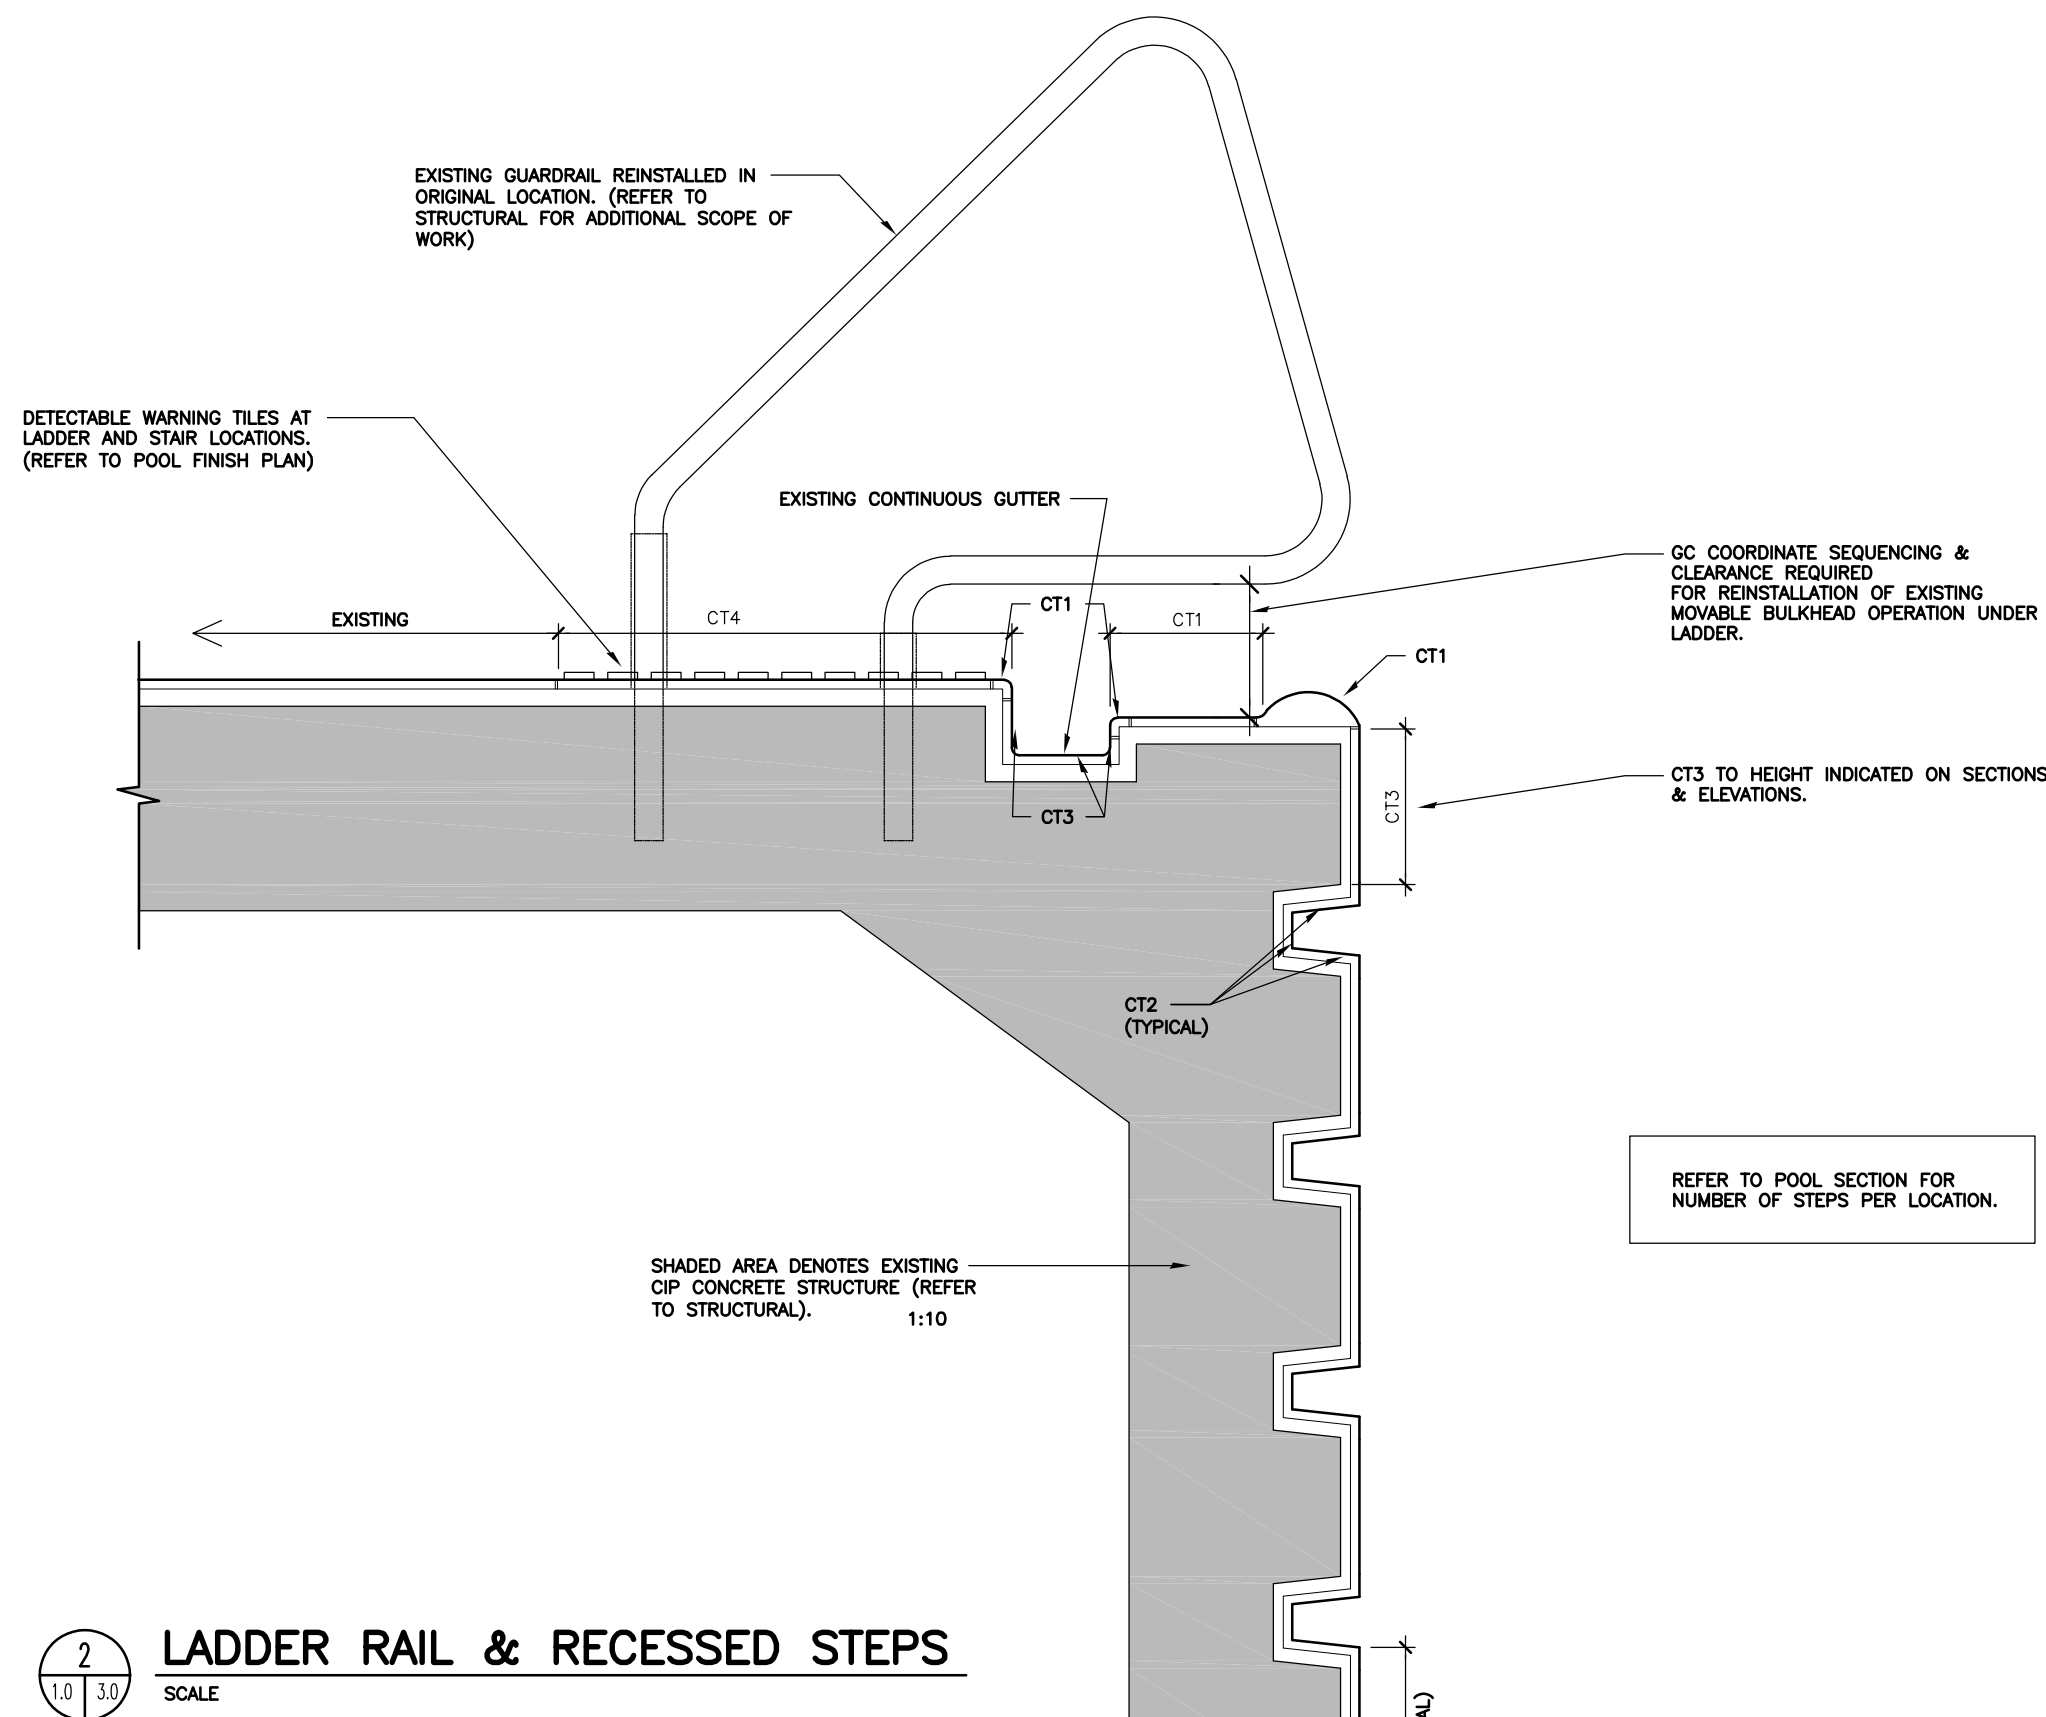 EXISTING GUARDRAIL REINSTALLED IN
ORIGINAL LOCATION. (REFER TO
STRUCTURAL FOR ADDITIONAL SCOPE OF
WORK)
DETECTABLE WARNING TILES AT
LADDER AND STAIR LOCATIONS.
(REFER TO POOL FINISH PLAN)
EXISTING CONTINUOUS GUTTER
GC COORDINATE SEQUENCING &
CLEARANCE REQUIRED
FOR REINSTALLATION OF EXISTING
MOVABLE BULKHEAD OPERATION UNDER
LADDER.
EXISTING
CT4
CT1
CT1
CT1
CT3
CT3
CT3 TO HEIGHT INDICATED ON SECTIONS
& ELEVATIONS.
CT2
(TYPICAL)
REFER TO POOL SECTION FOR
NUMBER OF STEPS PER LOCATION.
SHADED AREA DENOTES EXISTING
CIP CONCRETE STRUCTURE (REFER
TO STRUCTURAL).
1:10
2
1.0 3.0
LADDER RAIL & RECESSED STEPS
SCALE